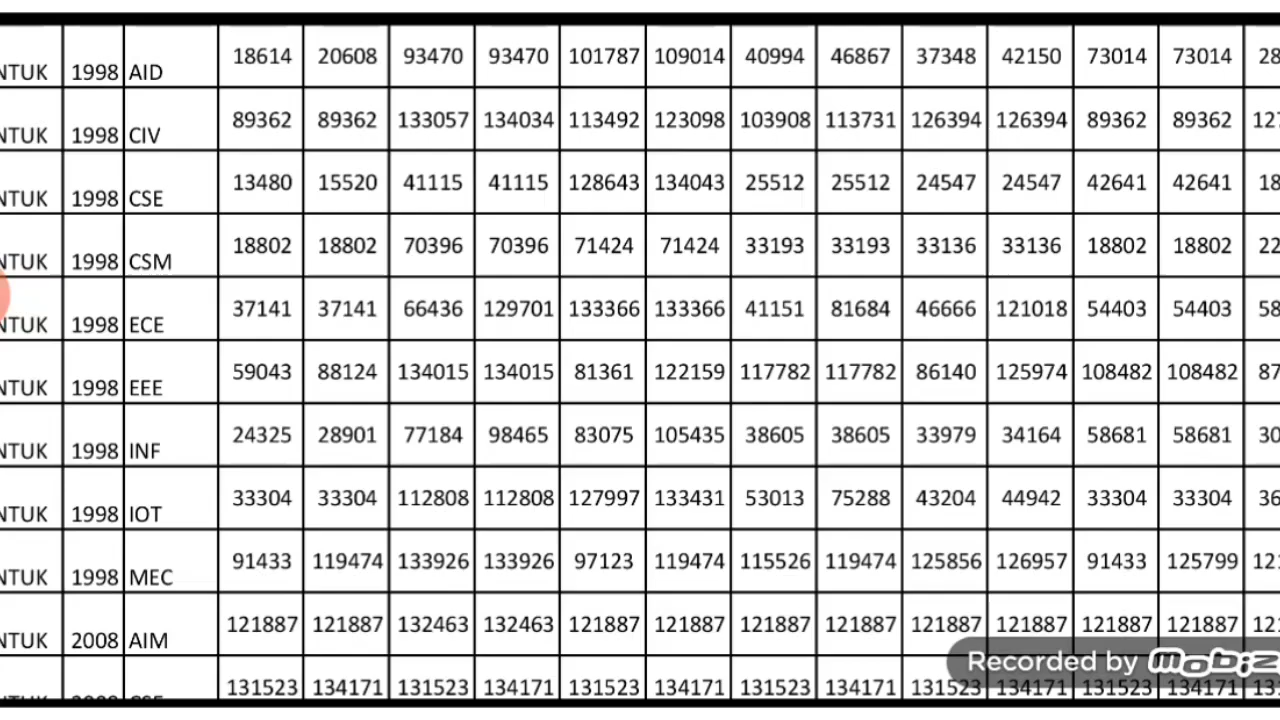 NTUK 1998 AID 18614 20608 93470 93470 101787 109014 40994 46867 37348 42150 73014 73014 28
NTUK 1998 CIV 89362 89362 133057 134034 113492 123098 103908 113731 126394 126394 89362 89362 127
NTUK 1998 CSE 13480 15520 41115 41115 128643 134043 25512 25512 24547 24547 42641 42641 18
NTUK 1998 CSM 18802 18802 70396 70396 71424 71424 33193 33193 33136 33136 18802 18802 22
NTUK 1998 ECE 37141 37141 66436 129701 133366 133366 41151 81684 46666 121018 54403 54403 58
NTUK 1998 EEE 59043 88124 134015 134015 81361 122159 117782 117782 86140 125974 108482 108482 87
NTUK 1998 INF 24325 28901 77184 98465 83075 105435 38605 38605 33979 34164 58681 58681 30
NTUK 1998 IOT 33304 33304 112808 112808 127997 133431 53013 75288 43204 44942 33304 33304 36
NTUK 1998 MEC 91433 119474 133926 133926 97123 119474 115526 119474 125856 126957 91433 125799 121
NTUK 2008 AIM 121887 121887 132463 132463 121887 121887 121887 121887 121887 121887 121887 121887 121
131523 134171 131523 134171 131523 134171 131523 134171 131523 134171 131523 134171
Recorded by